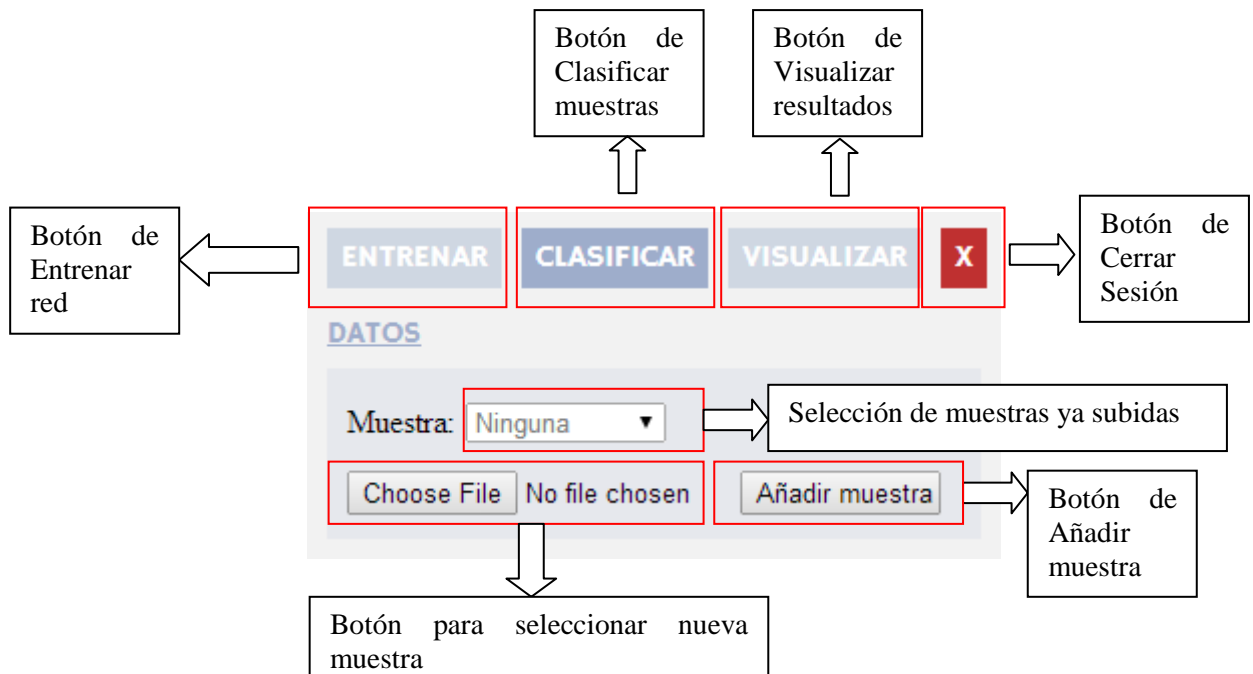 Botón de
Clasificar
muestras
Botón de
Visualizar
resultados
Botón de
Entrenar
red
ENTRENAR
CLASIFICAR
VISUALIZAR
X
Botón de
Cerrar
Sesión
DATOS
Muestra: Ninguna
Selección de muestras ya subidas
Choose File No file chosen
Añadir muestra
Botón de
Añadir
muestra
Botón para seleccionar nueva
muestra